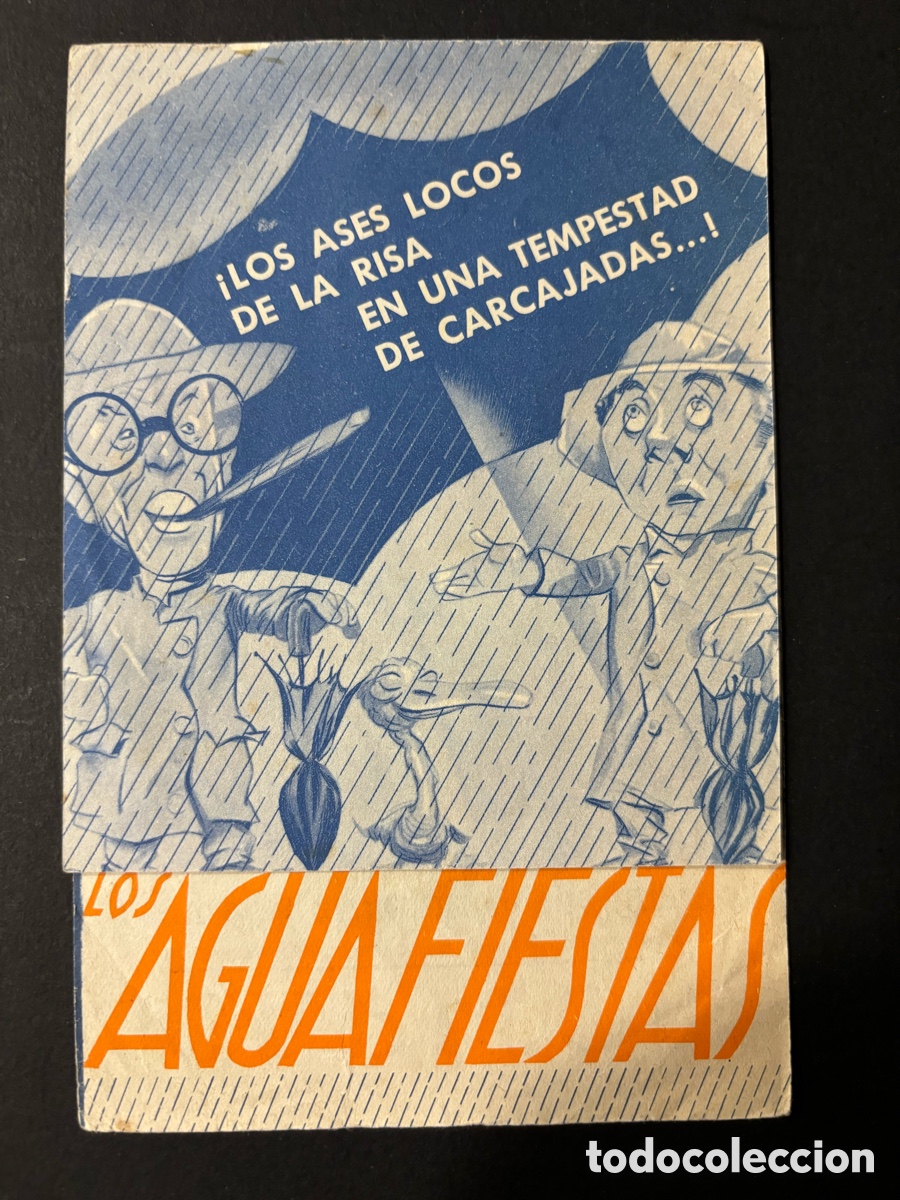 ¡LOS ASES LOCOS
DE LA RISA
EN UNA TEMPESTAD
DE CARCAJADAS...!
LOS
AGUAFIESTAS
todocoleccion